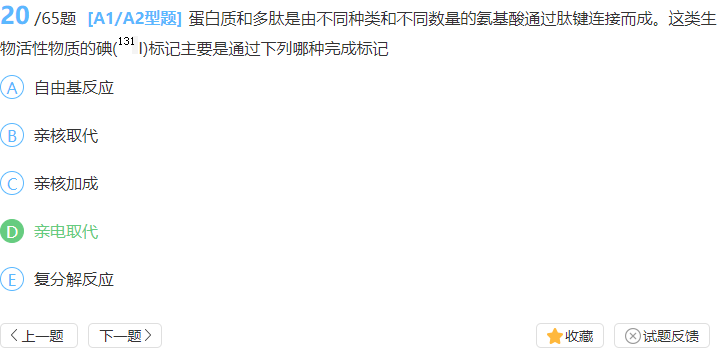 20 /65题 [A1/A2型题] 蛋白质和多肽是由不同种类和不同数量的氨基酸通过肽键连接而成。这类生
物活性物质的碘(131 I)标记主要是通过下列哪种完成标记
A 自由基反应
B 亲核取代
C 亲核加成
D 亲电取代
E 复分解反应
上一题 下一题 收藏 试题反馈